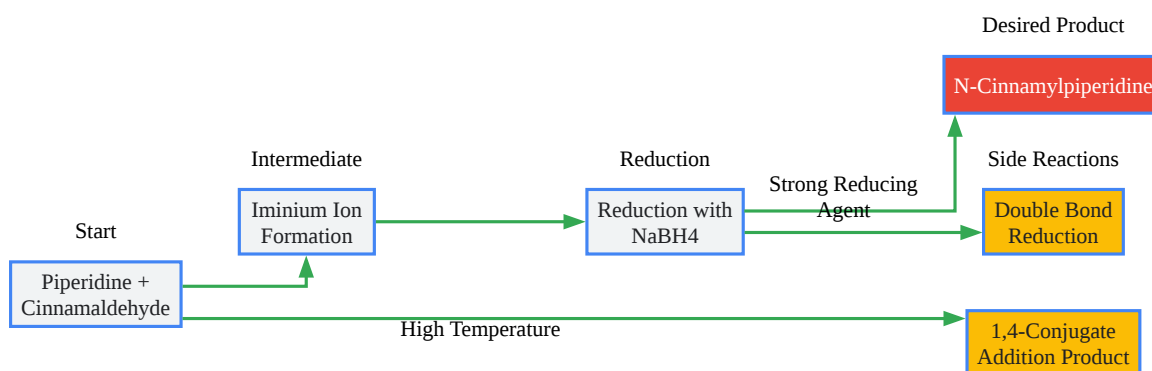 Desired Product
N-Cinnamylpiperidine
Intermediate
Reduction
Side Reactions
Strong Reducing
Agent
Iminium Ion
Formation
Reduction with
NaBH4
Double Bond
Reduction
Start
Piperidine +
Cinnamaldehyde
High Temperature
1,4-Conjugate
Addition Product